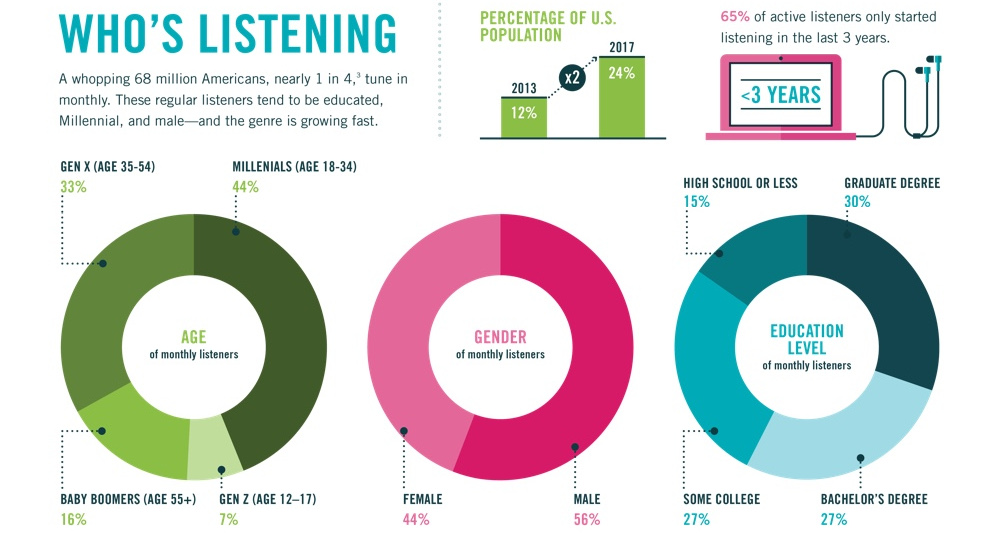 WHO'S LISTENING
A whopping 68 million Americans, nearly 1 in 4,³ tune in
monthly. These regular listeners tend to be educated,
Millennial, and male—and the genre is growing fast.
PERCENTAGE OF U.S.
POPULATION
2013
12%
x2
2017
24%
65% of active listeners only started
listening in the last 3 years.
<3 YEARS
GEN X (AGE 35-54)
33%
MILLENIALS (AGE 18-34)
44%
AGE
of monthly listeners
BABY BOOMERS (AGE 55+)
16%
GEN Z (AGE 12–17)
7%
GENDER
of monthly listeners
FEMALE
44%
MALE
56%
HIGH SCHOOL OR LESS
15%
GRADUATE DEGREE
30%
EDUCATION
LEVEL
of monthly listeners
SOME COLLEGE
27%
BACHELOR'S DEGREE
27%